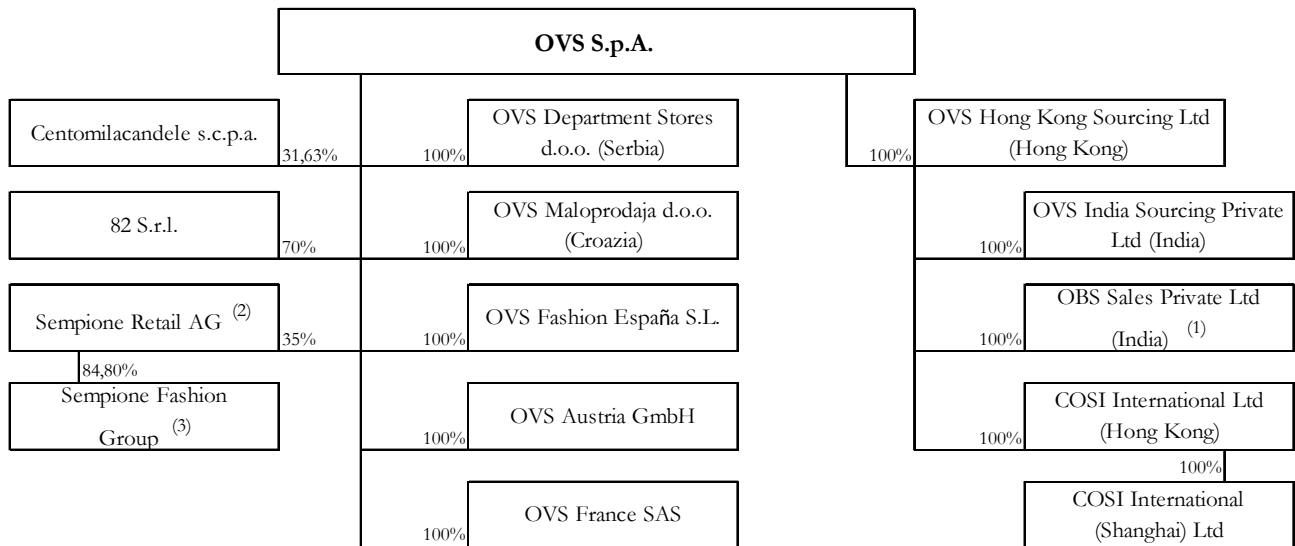 OVS S.p.A.
Centomilacandele s.c.p.a.
31,63%
100%
OVS Department Stores
d.o.o. (Serbia)
100%
OVS Hong Kong Sourcing Ltd
(Hong Kong)
82 S.r.l.
70%
100%
OVS Maloprodaja d.o.o.
(Croazia)
100%
OVS India Sourcing Private
Ltd (India)
Sempione Retail AG (2)
35%
100%
OVS Fashion España S.L.
100%
OBS Sales Private Ltd
(India) (1)
84,80%
Sempione Fashion
Group (3)
100%
OVS Austria GmbH
100%
COSI International Ltd
(Hong Kong)
100%
OVS France SAS
100%
COSI International
(Shanghai) Ltd